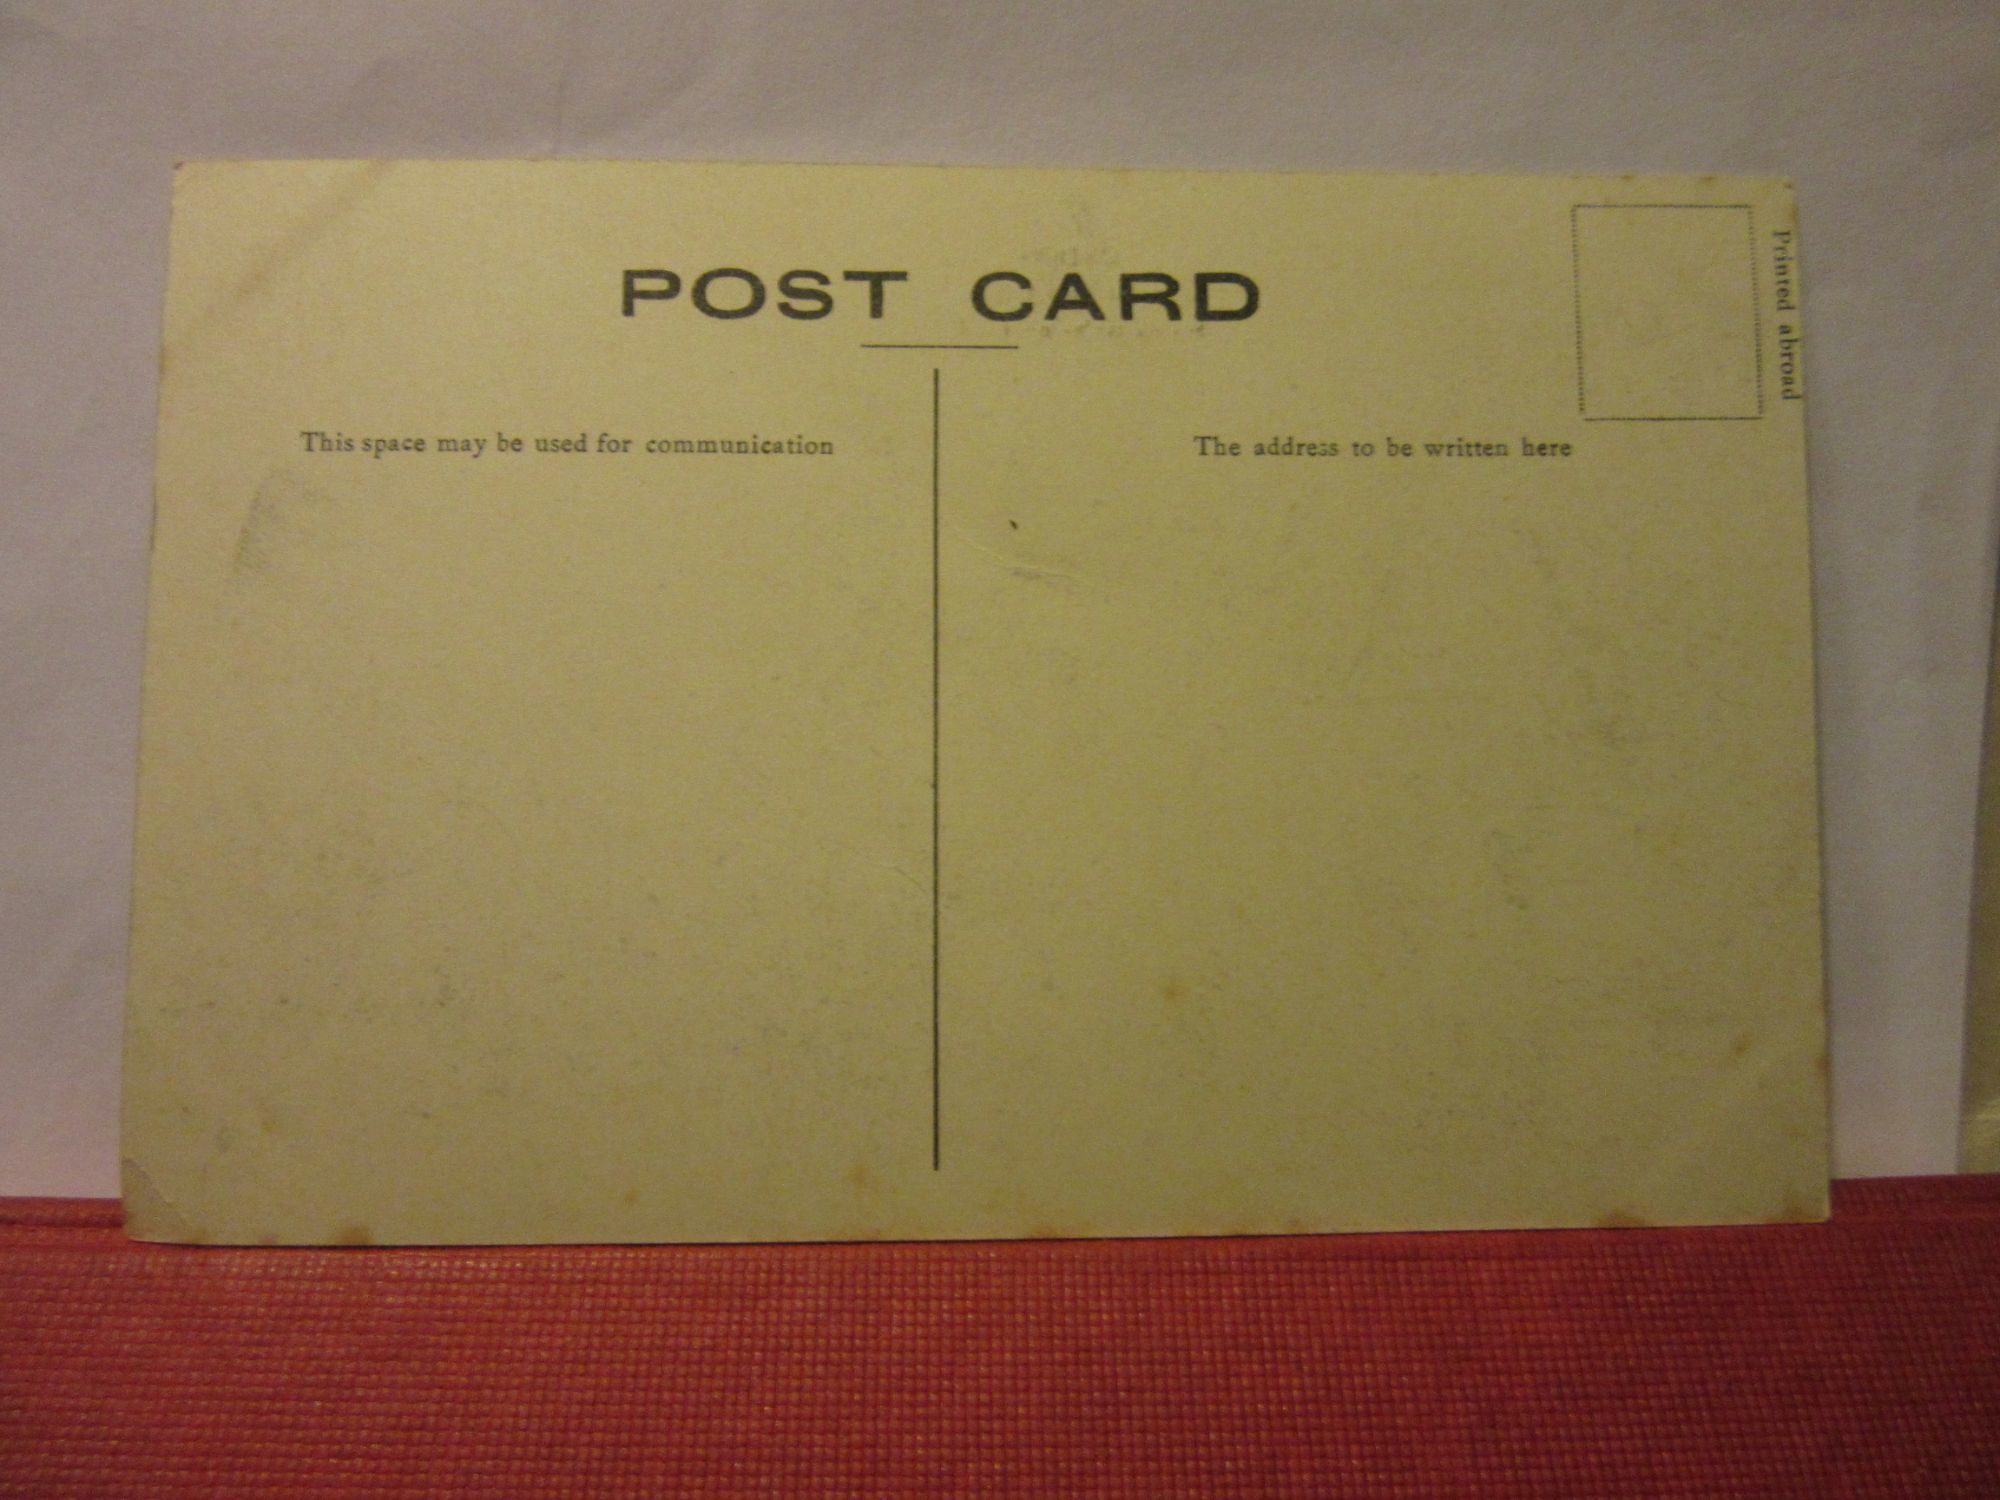 POST CARD
This space may be used for communication
The address to be written here
Printed abroad